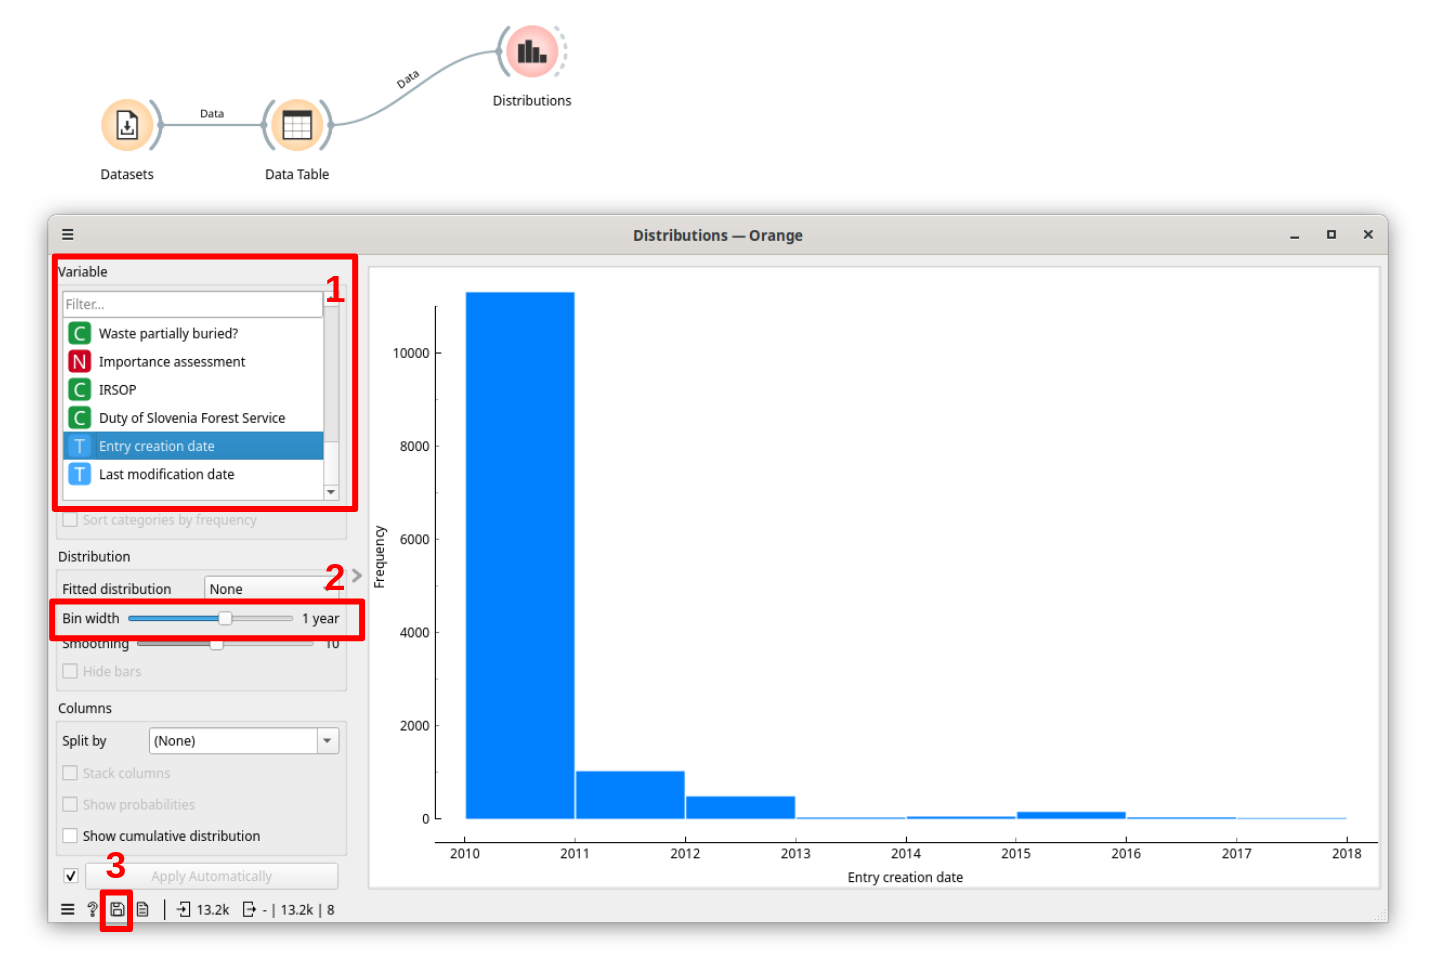 Data
Data
Distributions
Datasets
Data Table
Distributions — Orange
Variable
1
Filter...
C Waste partially buried?
N Importance assessment
C IRSOP
C Duty of Slovenia Forest Service
T Entry creation date
T Last modification date
Sort categories by frequency
Distribution
2
Fitted distribution None
Bin width 1 year
Smoothing 10
Hide bars
Columns
Split by (None)
Stack columns
Show probabilities
Show cumulative distribution
3
Apply Automatically
? 13.2k - | 13.2k | 8
Frequency
10000
8000
6000
4000
2000
0
2010 2011 2012 2013 2014 2015 2016 2017 2018
Entry creation date